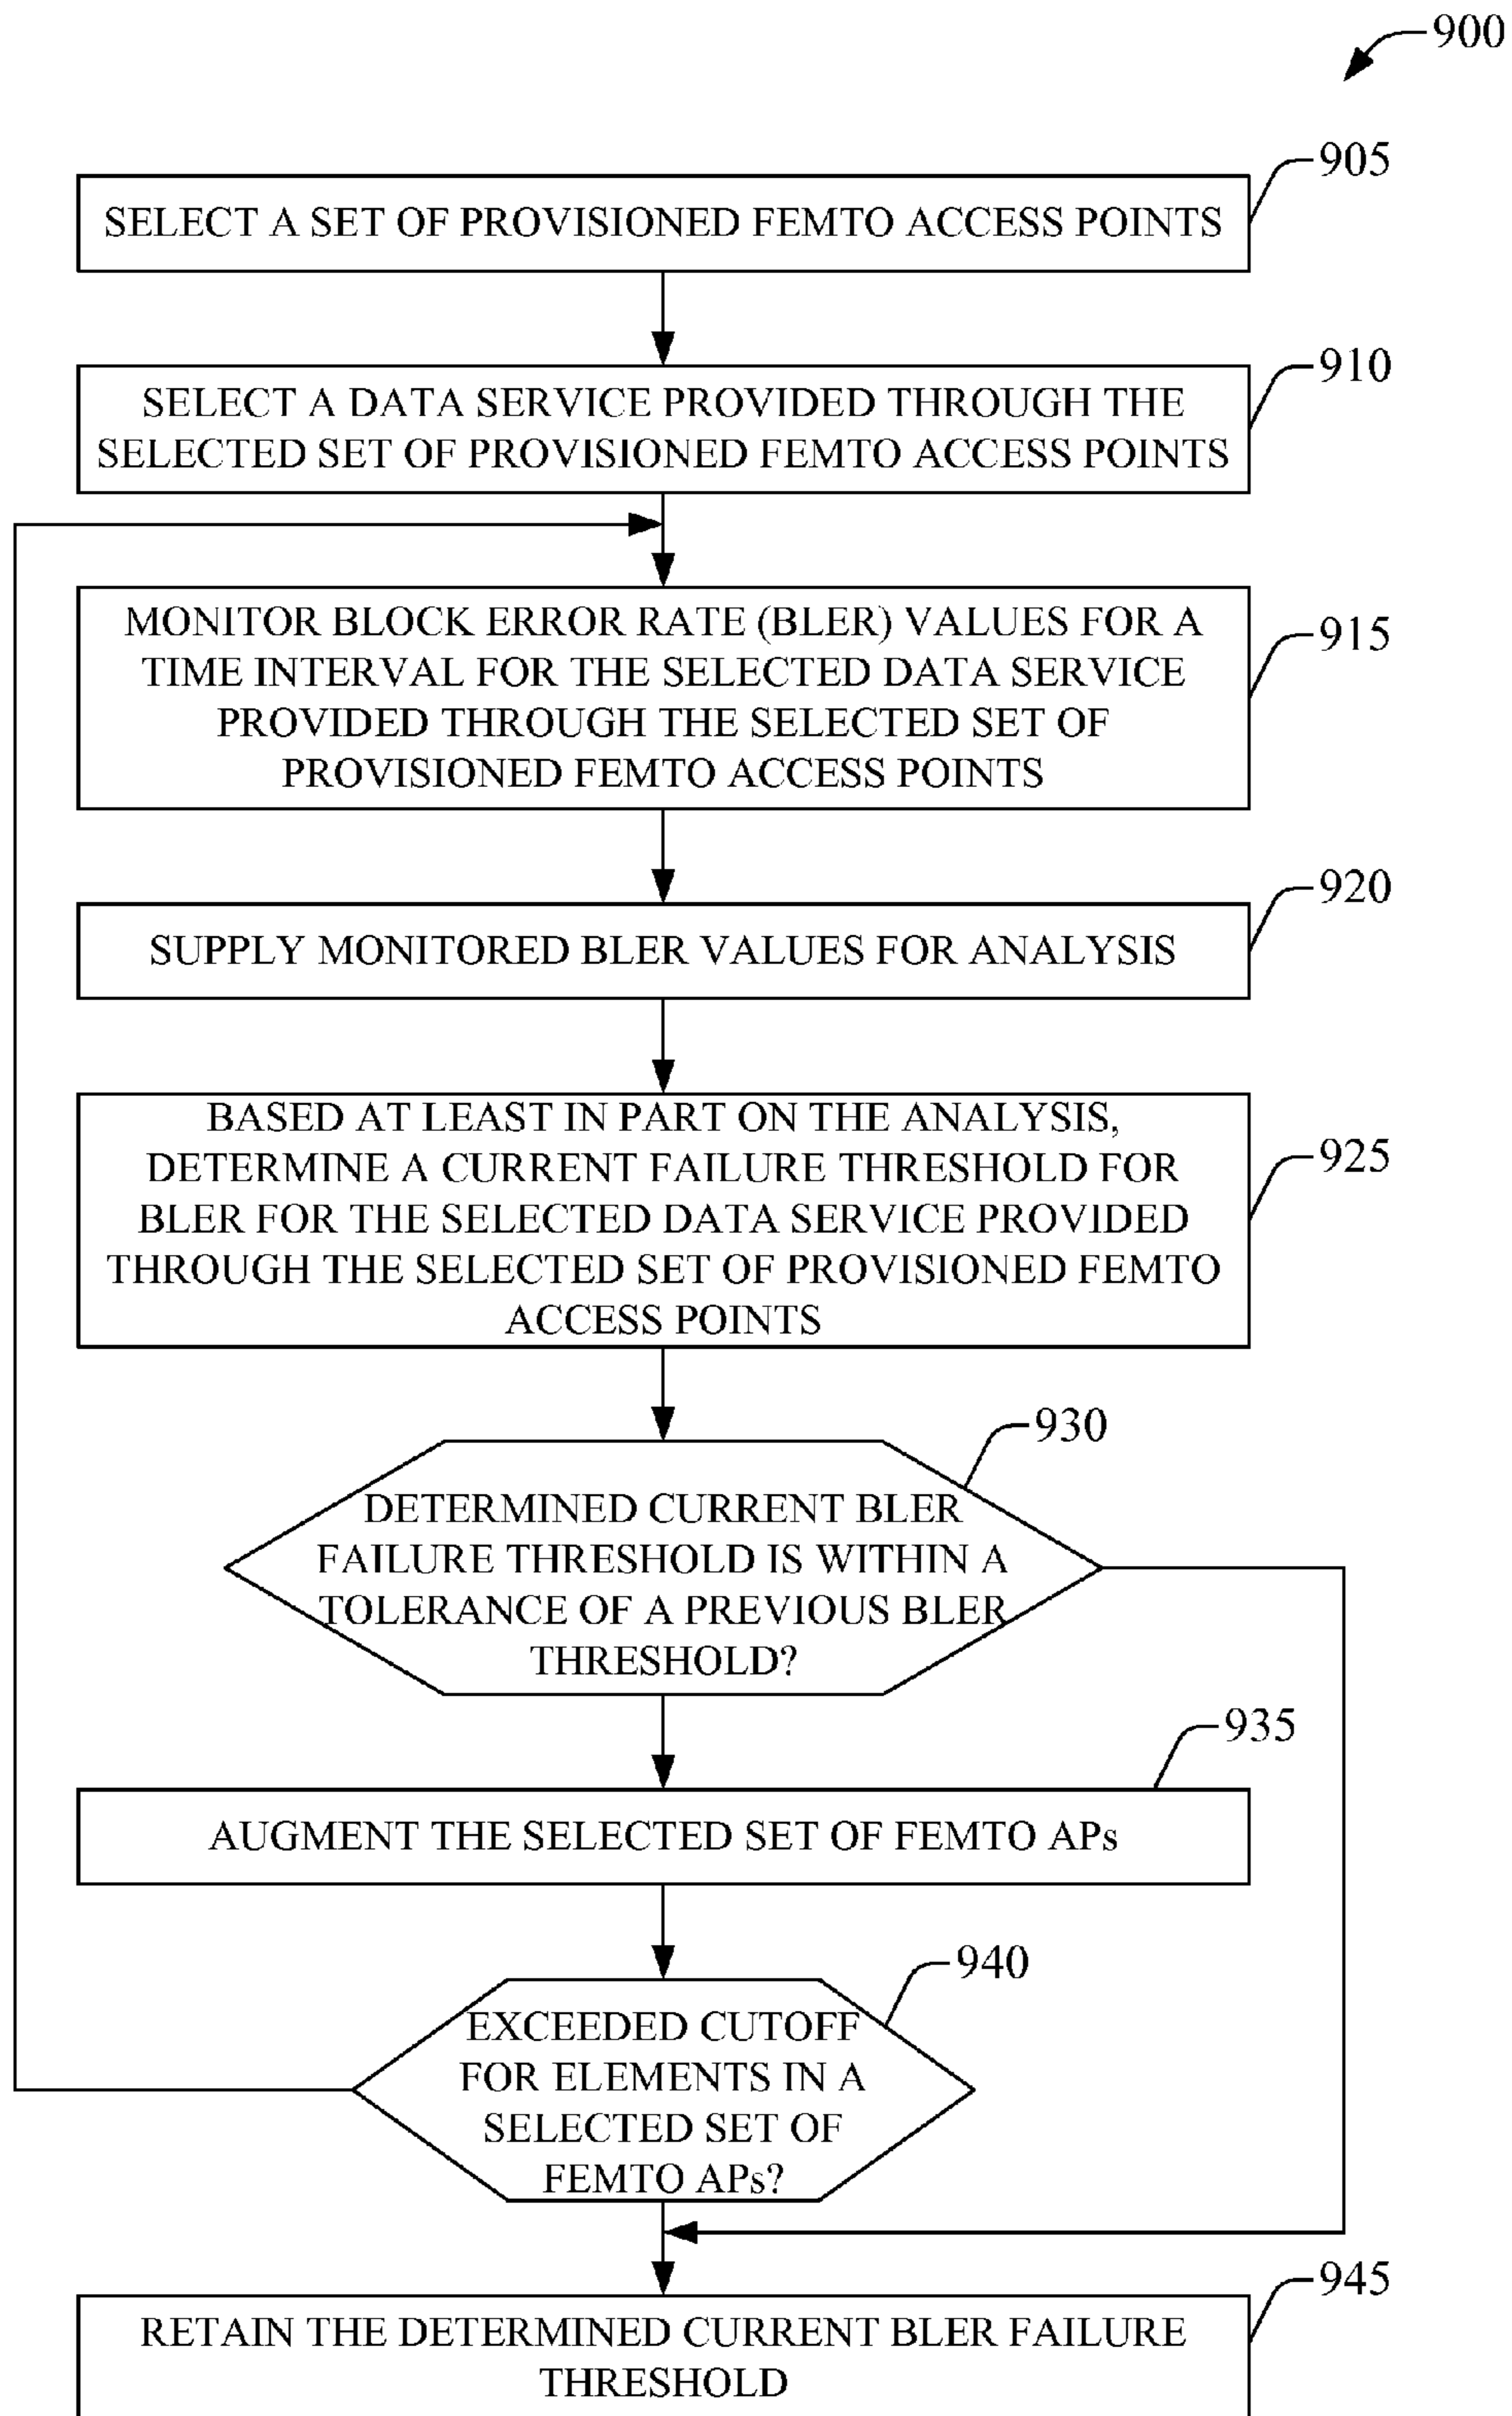 900
905
SELECT A SET OF PROVISIONED FEMTO ACCESS POINTS
910
SELECT A DATA SERVICE PROVIDED THROUGH THE
SELECTED SET OF PROVISIONED FEMTO ACCESS POINTS
915
MONITOR BLOCK ERROR RATE (BLER) VALUES FOR A
TIME INTERVAL FOR THE SELECTED DATA SERVICE
PROVIDED THROUGH THE SELECTED SET OF
PROVISIONED FEMTO ACCESS POINTS
920
SUPPLY MONITORED BLER VALUES FOR ANALYSIS
925
BASED AT LEAST IN PART ON THE ANALYSIS,
DETERMINE A CURRENT FAILURE THRESHOLD FOR
BLER FOR THE SELECTED DATA SERVICE PROVIDED
THROUGH THE SELECTED SET OF PROVISIONED FEMTO
ACCESS POINTS
930
DETERMINED CURRENT BLER
FAILURE THRESHOLD IS WITHIN A
TOLERANCE OF A PREVIOUS BLER
THRESHOLD?
935
AUGMENT THE SELECTED SET OF FEMTO APs
940
EXCEEDED CUTOFF
FOR ELEMENTS IN A
SELECTED SET OF
FEMTO APs?
945
RETAIN THE DETERMINED CURRENT BLER FAILURE
THRESHOLD